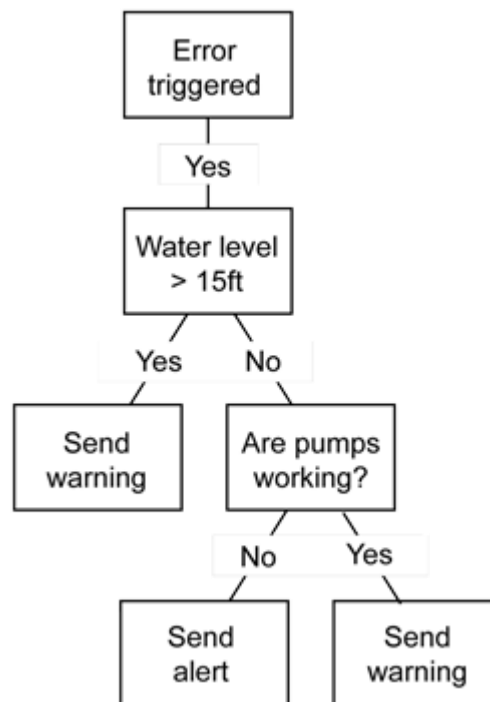 Error
triggered
Yes
Water level
> 15ft
Yes No
Send
warning
Are pumps
working?
No Yes
Send
alert
Send
warning